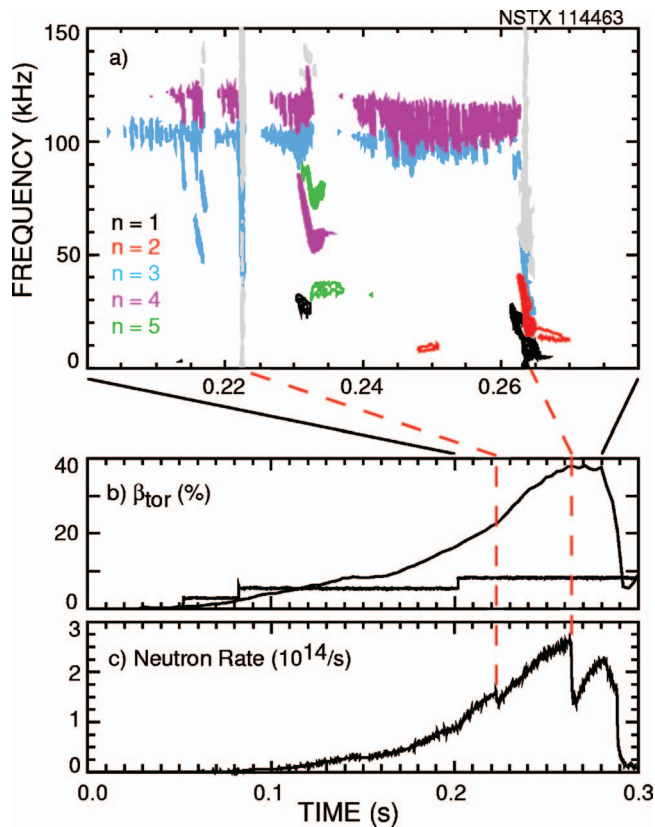 NSTX 114463
150
a)
100
FREQUENCY (kHz)
n = 1
50
n = 2
n = 3
n = 4
n = 5
0
0.22 0.24 0.26
40
b) βtor (%)
20
0
3
c) Neutron Rate (10^14/s)
2
1
0
0.0 0.1 0.2 0.3
TIME (s)